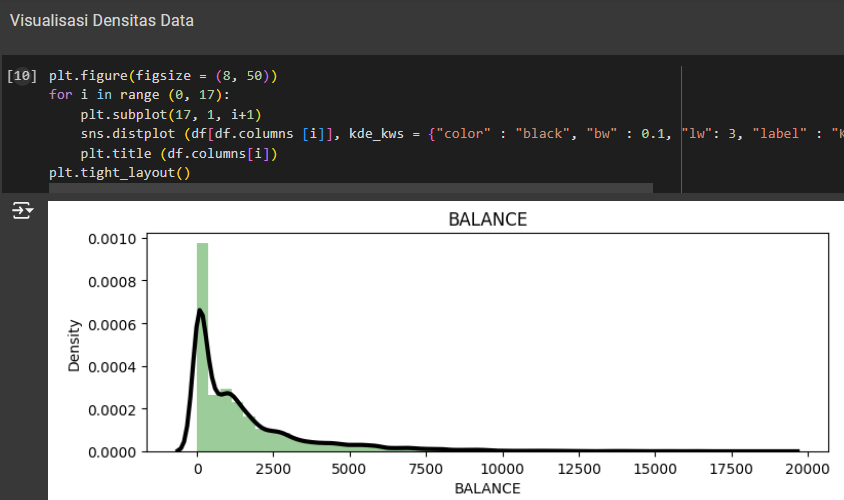 Visualisasi Densitas Data
[10] plt.figure(figsize = (8, 50))
for i in range (0, 17):
plt.subplot(17, 1, i+1)
sns.distplot (df[df.columns [i]], kde_kws = {"color" : "black", "bw" : 0.1, "lw": 3, "label" : "K
plt.title (df.columns[i])
plt.tight_layout()
BALANCE
0.0010
0.0008
0.0006
0.0004
0.0002
0.0000
Density
0 2500 5000 7500 10000 12500 15000 17500 20000
BALANCE